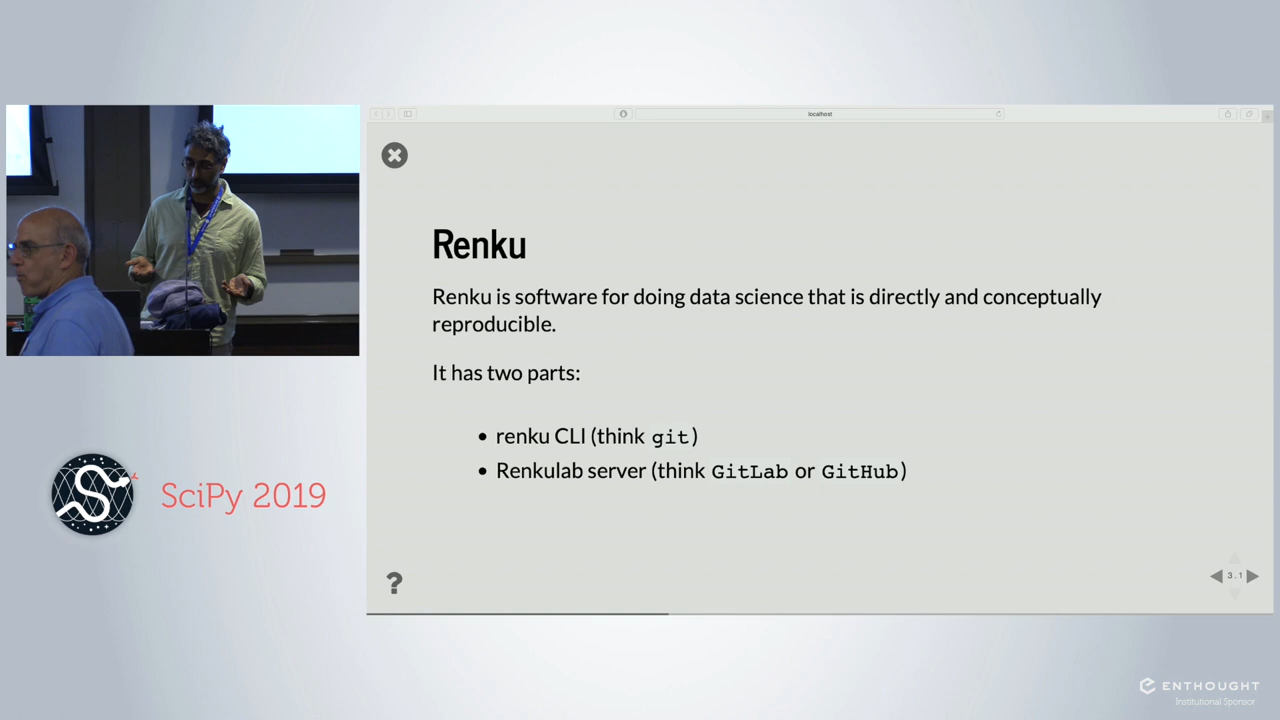 localhost
Renku
Renku is software for doing data science that is directly and conceptually
reproducible.
It has two parts:
• renku CLI (think git)
• Renkulab server (think GitLab or GitHub)
SciPy 2019
?
3.1
ENTHOUGHT
Institutional Sponsor